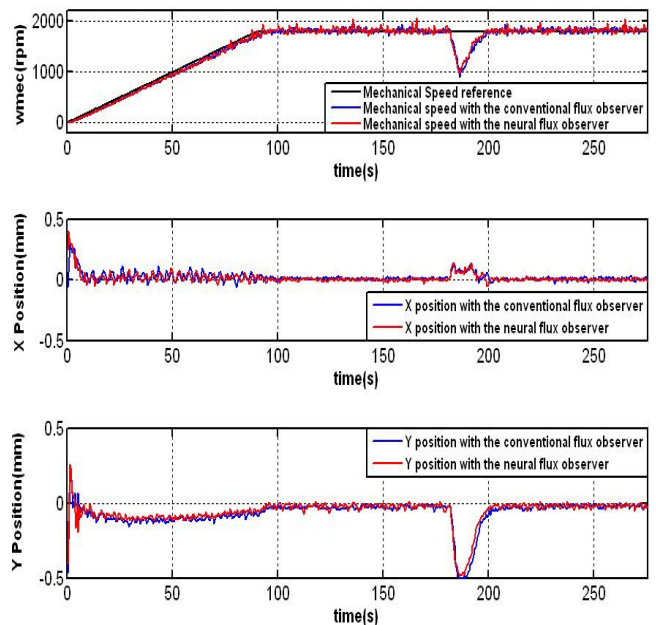 2000
1000
0
wmec(rpm)
Mechanical Speed reference
Mechanical speed with the conventional flux observer
Mechanical speed with the neural flux observer
0 50 100 150 200 250
time(s)
0.5
0
-0.5
X Position(mm)
X position with the conventional flux observer
X position with the neural flux observer
0 50 100 150 200 250
time(s)
0.5
0
-0.5
Y Position(mm)
Y position with the conventional flux observer
Y position with the neural flux observer
0 50 100 150 200 250
time(s)